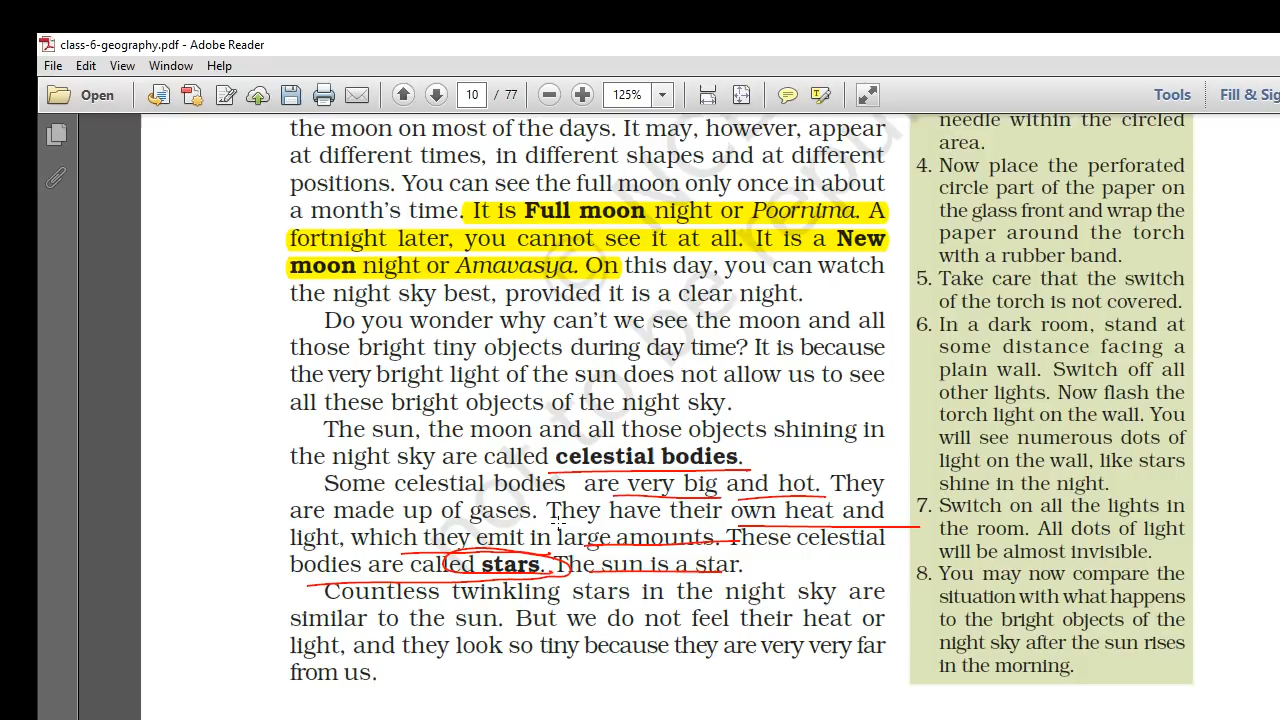 class-6-geography.pdf - Adobe Reader
File Edit View Window Help
Open 10 / 77 125% Tools Fill & Sig
the moon on most of the days. It may, however, appear
at different times, in different shapes and at different
positions. You can see the full moon only once in about
a month's time. It is Full moon night or Poornima. A
fortnight later, you cannot see it at all. It is a New
moon night or Amavasya. On this day, you can watch
the night sky best, provided it is a clear night.
Do you wonder why can't we see the moon and all
those bright tiny objects during day time? It is because
the very bright light of the sun does not allow us to see
all these bright objects of the night sky.
The sun, the moon and all those objects shining in
the night sky are called celestial bodies.
Some celestial bodies are very big and hot. They
are made up of gases. They have their own heat and
light, which they emit in large amounts. These celestial
bodies are called stars. The sun is a star.
Countless twinkling stars in the night sky are
similar to the sun. But we do not feel their heat or
light, and they look so tiny because they are very very far
from us.
needle within the circled
area.
4. Now place the perforated
circle part of the paper on
the glass front and wrap the
paper around the torch
with a rubber band.
5. Take care that the switch
of the torch is not covered.
6. In a dark room, stand at
some distance facing a
plain wall. Switch off all
other lights. Now flash the
torch light on the wall. You
will see numerous dots of
light on the wall, like stars
shine in the night.
7. Switch on all the lights in
the room. All dots of light
will be almost invisible.
8. You may now compare the
situation with what happens
to the bright objects of the
night sky after the sun rises
in the morning.
© NCE
not to be repu